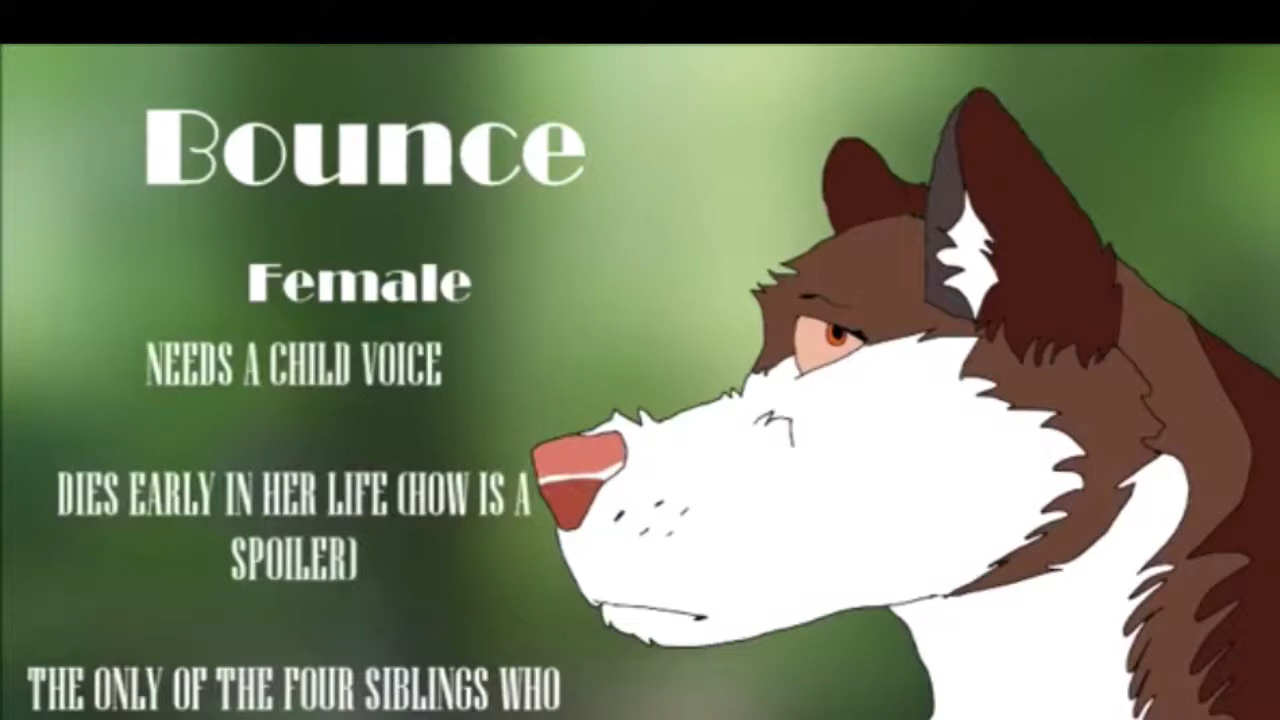 Bounce
Female
NEEDS A CHILD VOICE
DIES EARLY IN HER LIFE (HOW IS A
SPOILER)
THE ONLY OF THE FOUR SIBLINGS WHO